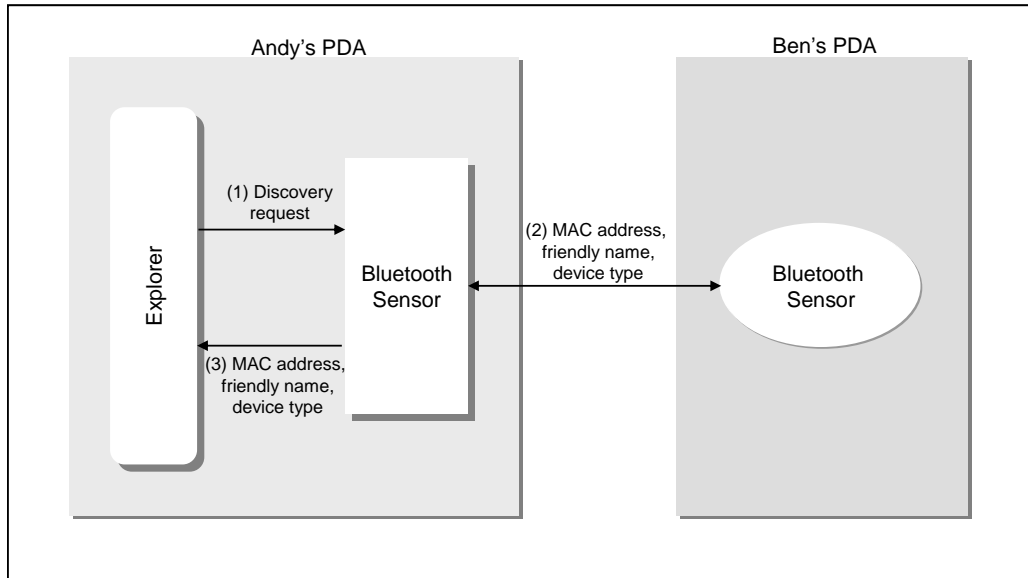 Andy’s PDA
Ben’s PDA
Explorer
(1) Discovery
request
Bluetooth
Sensor
(2) MAC address,
friendly name,
device type
Bluetooth
Sensor
(3) MAC address,
friendly name,
device type